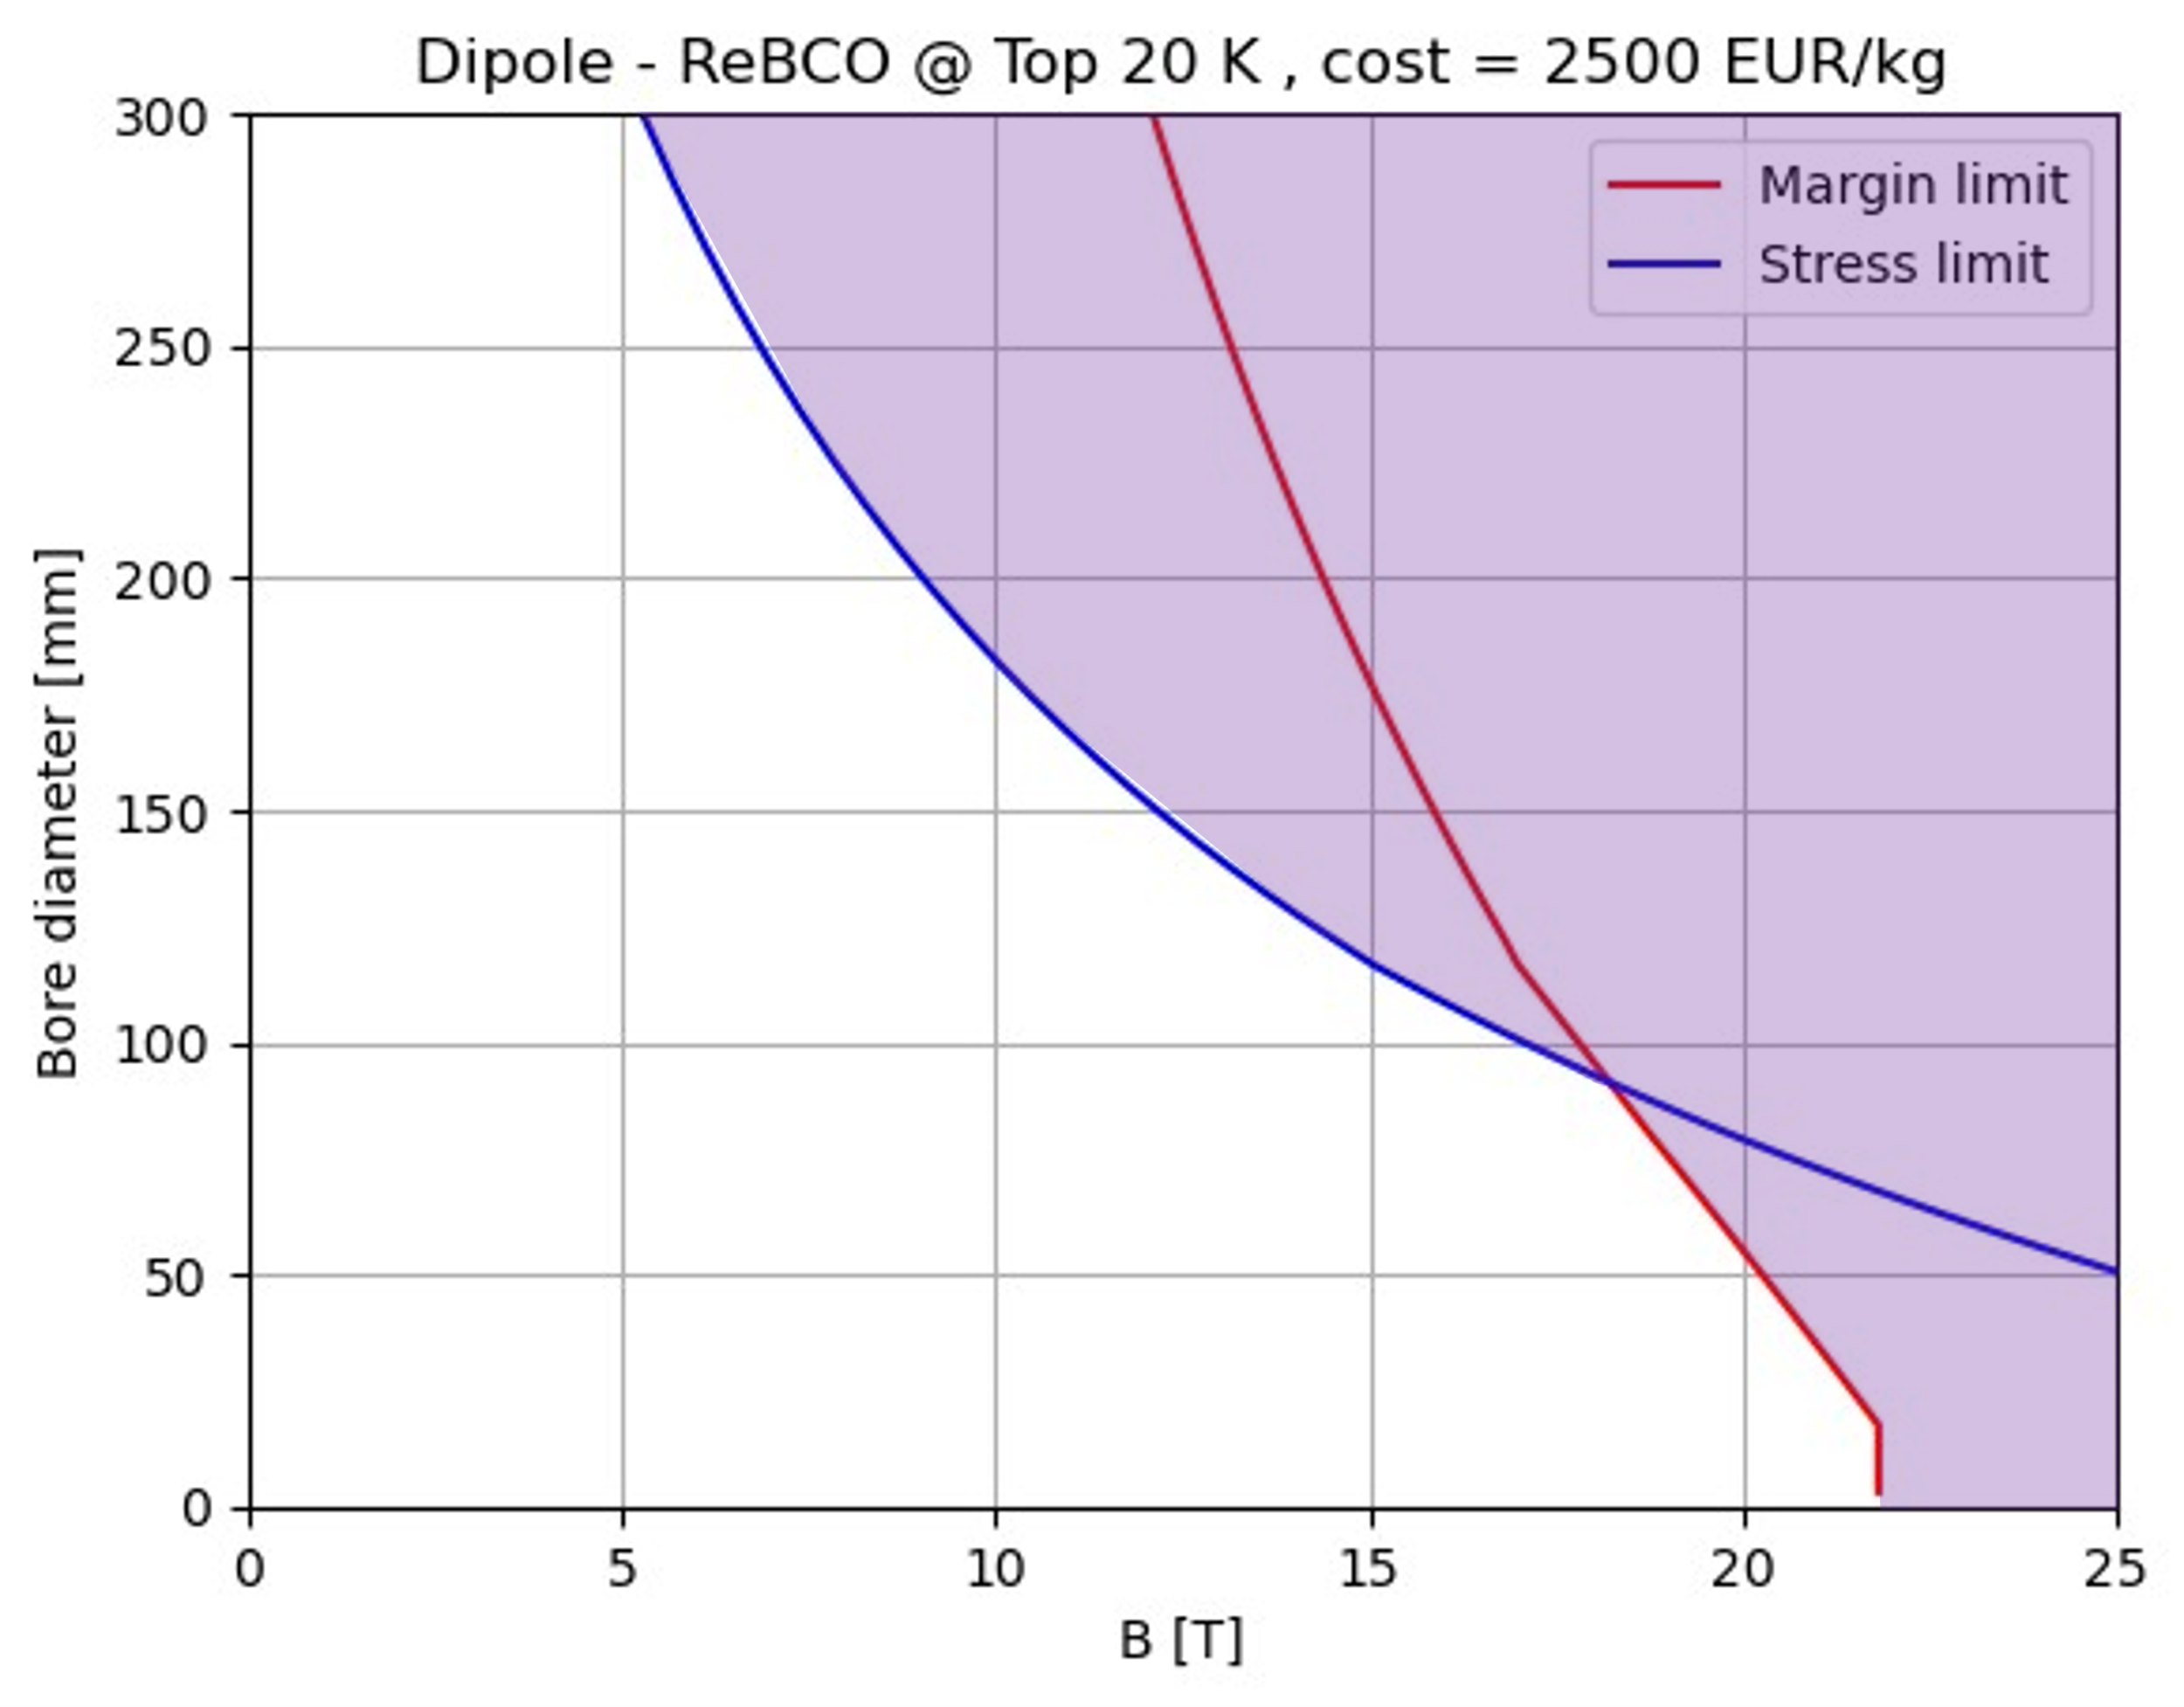 Dipole - ReBCO @ Top 20 K , cost = 2500 EUR/kg
300
250
200
150
100
50
0
Bore diameter [mm]
Margin limit
Stress limit
0 5 10 15 20 25
B [T]